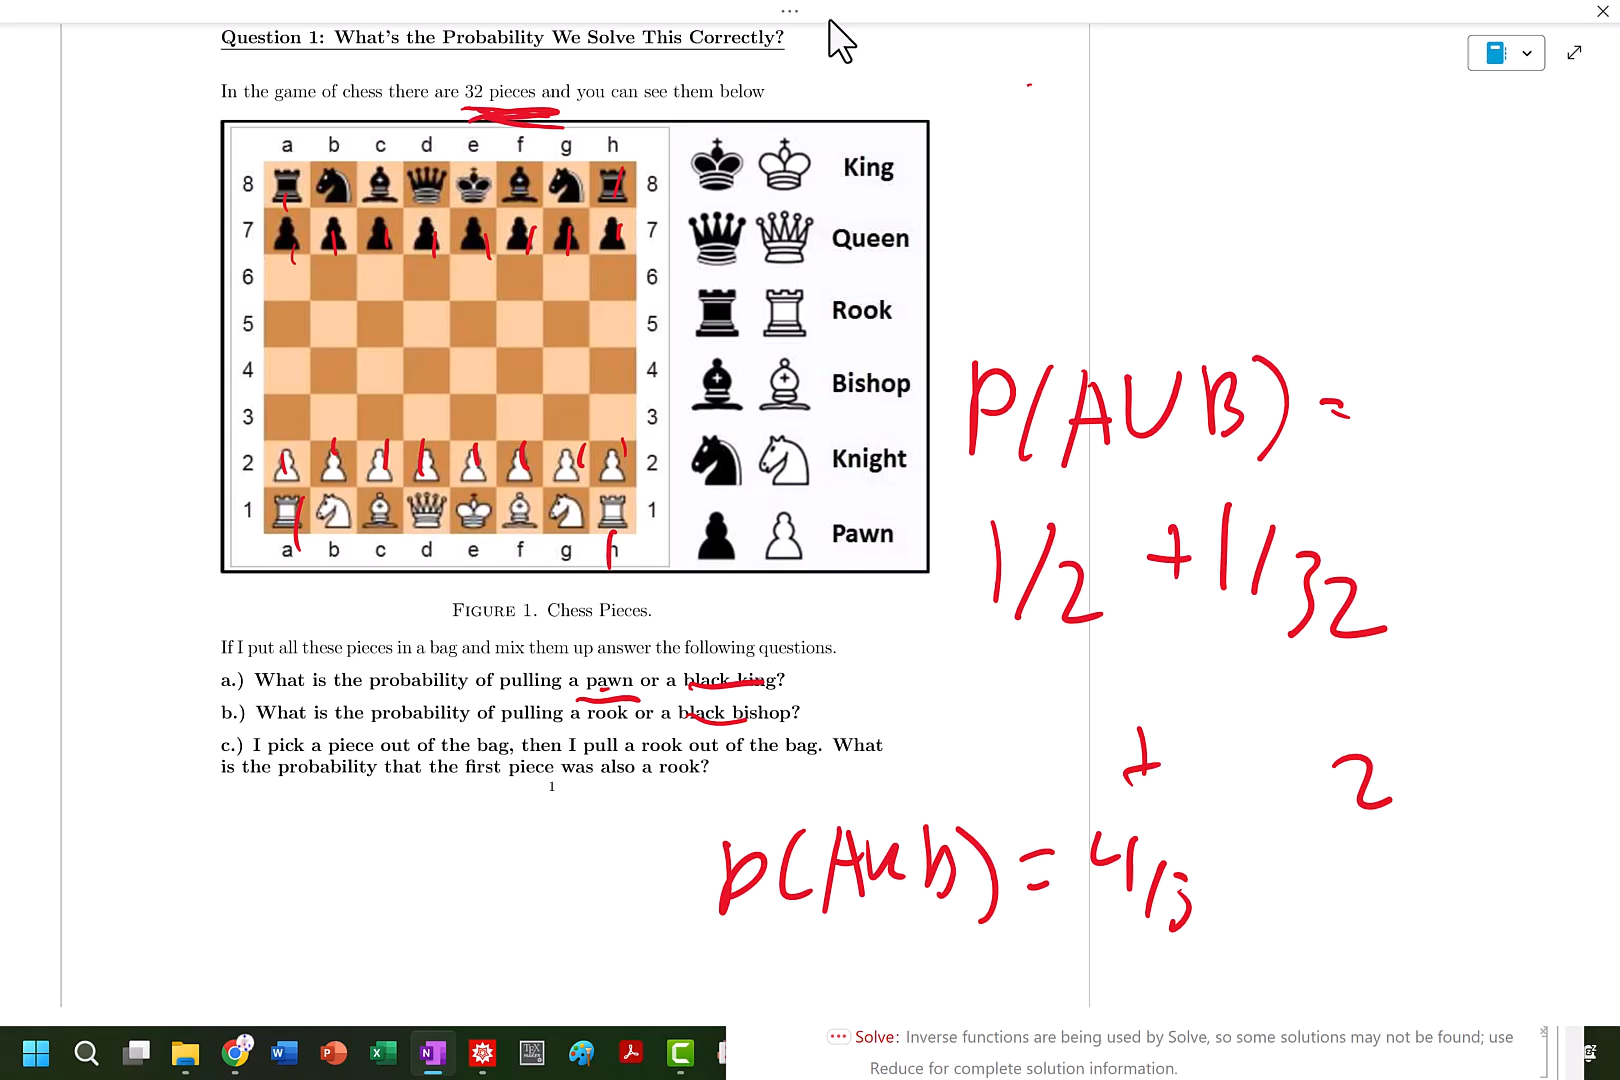 Question 1: What's the Probability We Solve This Correctly?
In the game of chess there are 32 pieces and you can see them below
a b c d e f g h
8 8
7 7
6 6
5 5
4 4
3 3
2 2
1 1
a b c d e f g h
King
Queen
Rook
Bishop
Knight
Pawn
FIGURE 1. Chess Pieces.
If I put all these pieces in a bag and mix them up answer the following questions.
a.) What is the probability of pulling a pawn or a black king?
b.) What is the probability of pulling a rook or a black bishop?
c.) I pick a piece out of the bag, then I pull a rook out of the bag. What
is the probability that the first piece was also a rook?
1
P(AUB) =
1/2 + 1/32
+ 2
P(AUB) = 4/3
Solve: Inverse functions are being used by Solve, so some solutions may not be found; use
Reduce for complete solution information.